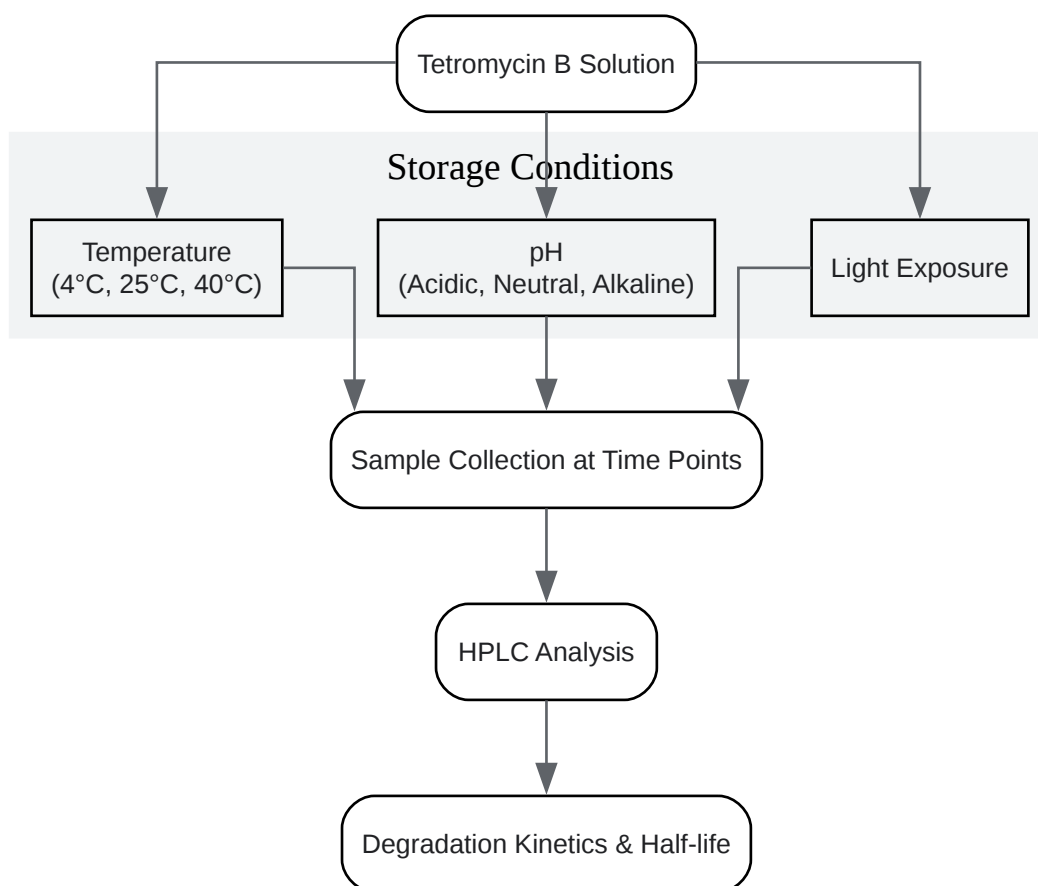 Tetromycin B Solution
Storage Conditions
Temperature
(4°C, 25°C, 40°C)
pH
(Acidic, Neutral, Alkaline)
Light Exposure
Sample Collection at Time Points
HPLC Analysis
Degradation Kinetics & Half-life